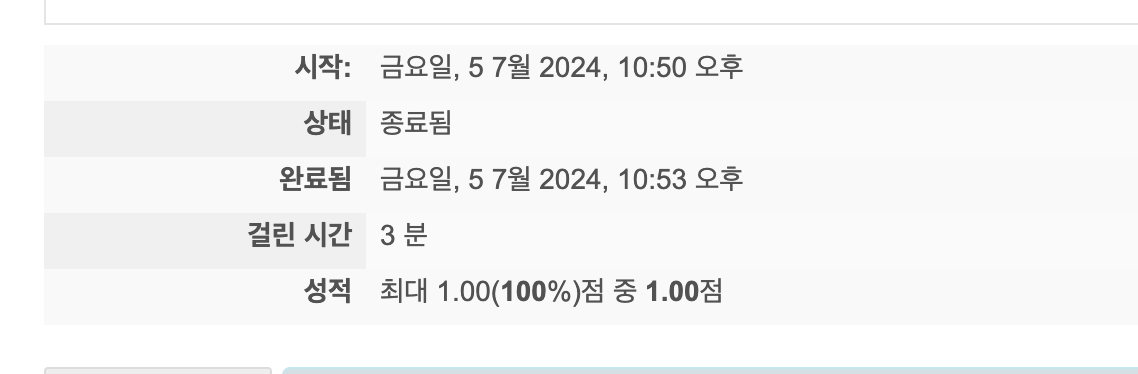 시작: 금요일, 5 7월 2024, 10:50 오후
상태 종료됨
완료됨 금요일, 5 7월 2024, 10:53 오후
걸린 시간 3 분
성적 최대 1.00(100%)점 중 1.00점